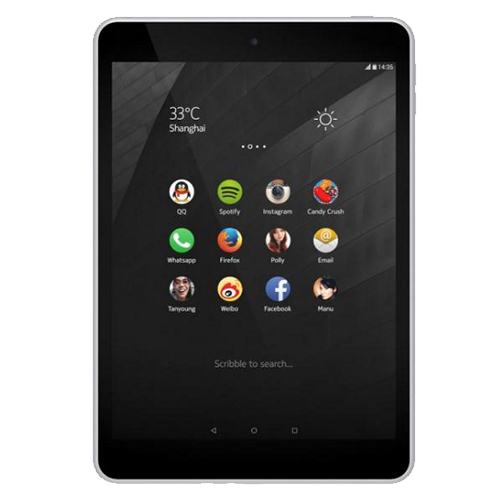 14:35
33°C
Shanghai
QQ Spotify Instagram Candy Crush
Whatsapp Firefox Polly Email
Tanyoung Weibo Facebook Manu
Scribble to search...